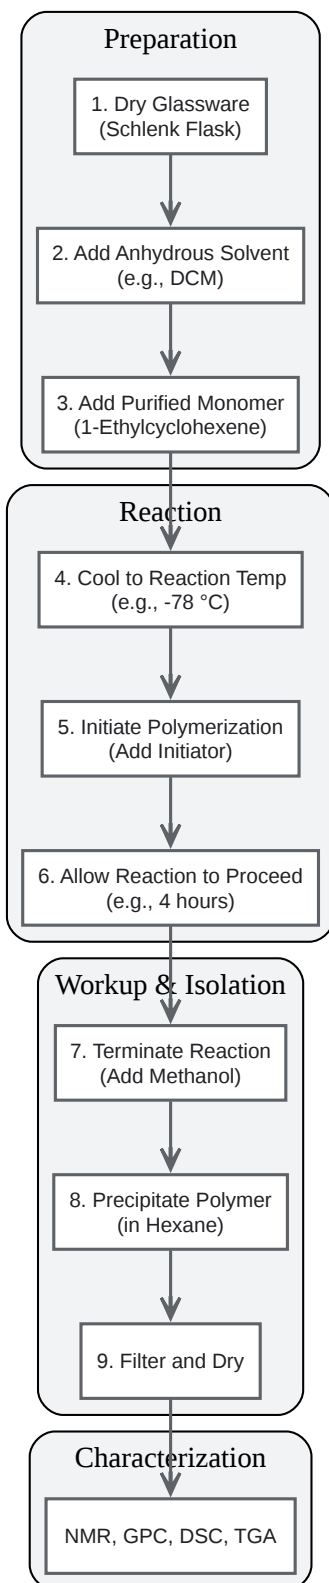 Preparation
1. Dry Glassware
(Schlenk Flask)
2. Add Anhydrous Solvent
(e.g., DCM)
3. Add Purified Monomer
(1-Ethylcyclohexene)
Reaction
4. Cool to Reaction Temp
(e.g., -78 °C)
5. Initiate Polymerization
(Add Initiator)
6. Allow Reaction to Proceed
(e.g., 4 hours)
Workup & Isolation
7. Terminate Reaction
(Add Methanol)
8. Precipitate Polymer
(in Hexane)
9. Filter and Dry
Characterization
NMR, GPC, DSC, TGA